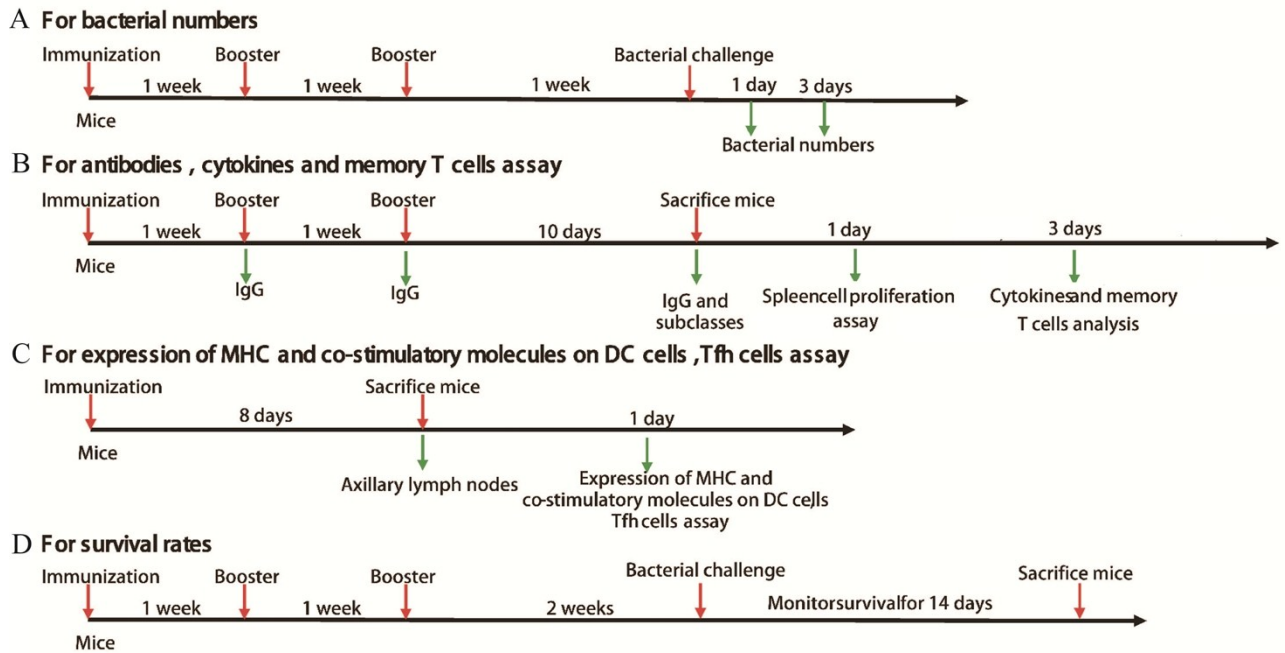 A For bacterial numbers
Immunization Booster Booster Bacterial challenge
1 week 1 week 1 week 1 day 3 days
Mice
Bacterial numbers
B For antibodies , cytokines and memory T cells assay
Immunization Booster Booster Sacrifice mice
1 week 1 week 10 days 1 day 3 days
Mice
IgG IgG IgG and Spleencell proliferation Cytokinesand memory
subclasses assay T cells analysis
C For expression of MHC and co-stimulatory molecules on DC cells ,Tfh cells assay
Immunization Sacrifice mice
8 days 1 day
Mice
Axillary lymph nodes Expression of MHC and
co-stimulatory molecules on DC cells,
Tfh cells assay
D For survival rates
Immunization Booster Booster Bacterial challenge Sacrifice mice
1 week 1 week 2 weeks Monitorsurvivalfor 14 days
Mice